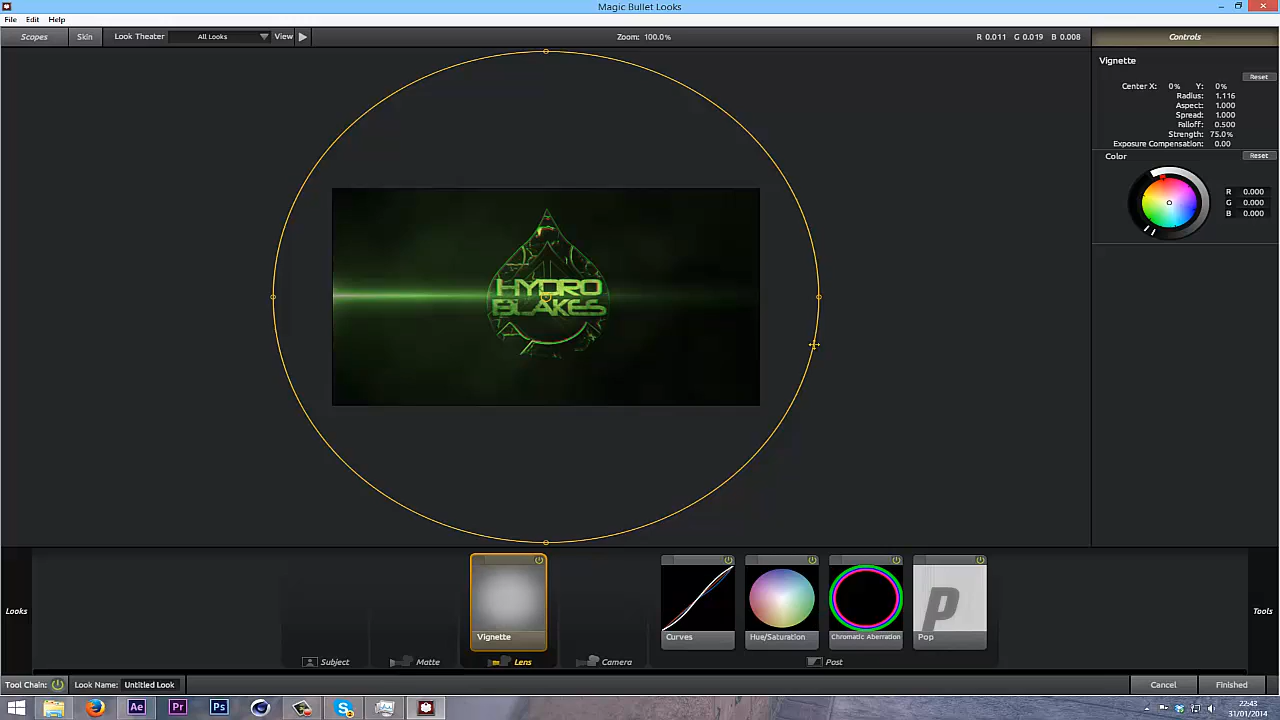 Magic Bullet Looks
File Edit Help
Scopes Skin Look Theater All Looks View Zoom: 100.0% R 0.011 G 0.019 B 0.008 Controls
Vignette
Reset
Center X: 0% Y: 0%
Radius: 1.116
Aspect: 1.000
Spread: 1.000
Falloff: 0.500
Strength: 75.0%
Exposure Compensation: 0.00
Color Reset
R 0.000
G 0.000
B 0.000
HYDRO
BLAKES
Looks
Tools
P
Vignette Curves Hue/Saturation Chromatic Aberration Pop
Subject Matte Lens Camera Post
Tool Chain: Look Name: Untitled Look Cancel Finished
Ae Pr Ps
22:43
31/01/2014